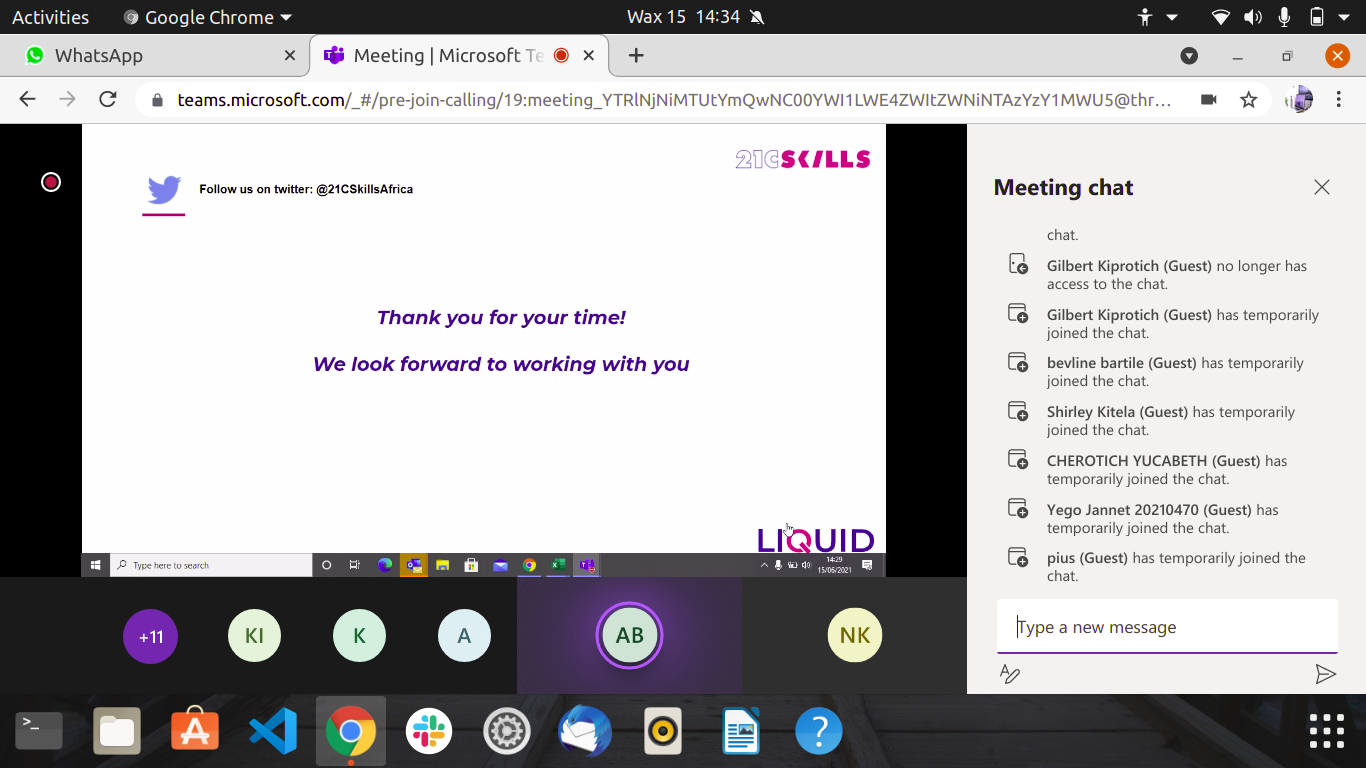 Activities
Google Chrome
Wax 15 14:34
WhatsApp
Meeting | Microsoft Te
teams.microsoft.com/_#/pre-join-calling/19:meeting_YTRlNjNiMTUtYmQwNC00YWI1LWE4ZWItZWNiNTAzYzY1MWU5@thr...
21CSKILLS
Follow us on twitter: @21CSkillsAfrica
Thank you for your time!
We look forward to working with you
LIQUID
Type here to search
14:29
15/06/2021
+11
KI
K
A
AB
NK
Meeting chat
chat.
Gilbert Kiprotich (Guest) no longer has
access to the chat.
Gilbert Kiprotich (Guest) has temporarily
joined the chat.
bevline bartile (Guest) has temporarily
joined the chat.
Shirley Kitela (Guest) has temporarily
joined the chat.
CHEROTICH YUCABETH (Guest) has
temporarily joined the chat.
Yego Jannet 20210470 (Guest) has
temporarily joined the chat.
pius (Guest) has temporarily joined the
chat.
Type a new message